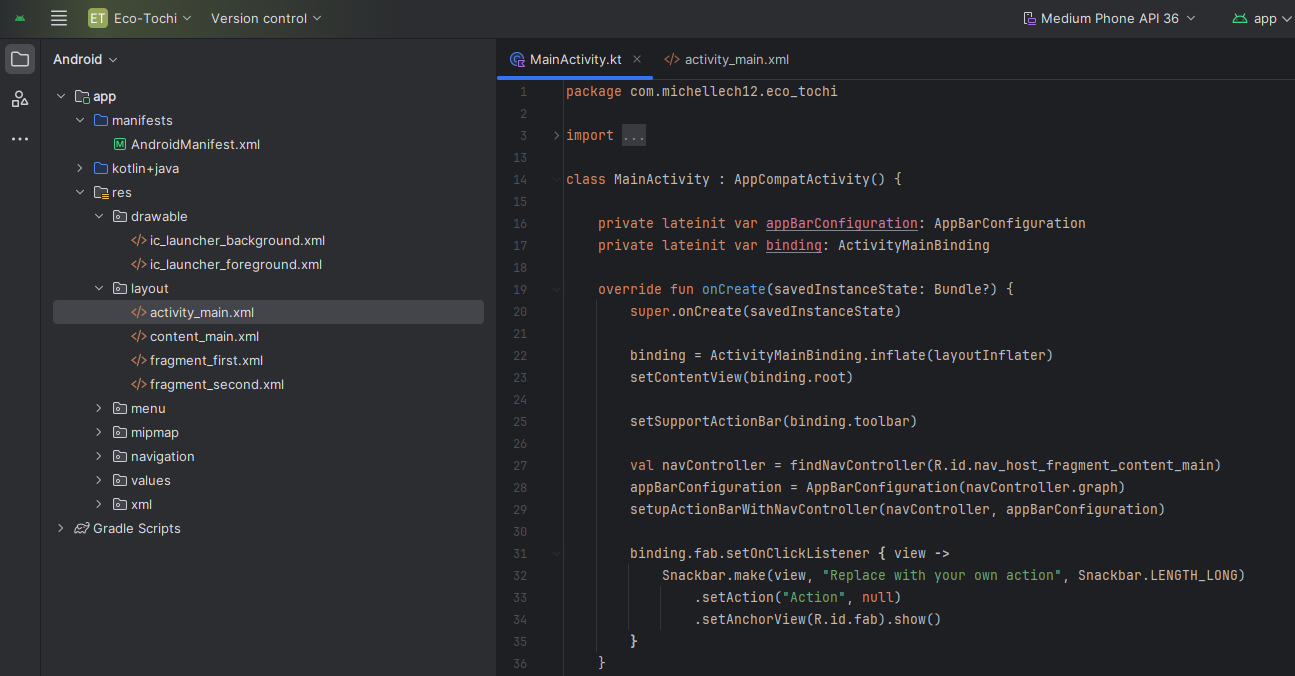 ET Eco-Tochi Version control Medium Phone API 36 app
Android
app
manifests
AndroidManifest.xml
kotlin+java
res
drawable
ic_launcher_background.xml
ic_launcher_foreground.xml
layout
activity_main.xml
content_main.xml
fragment_first.xml
fragment_second.xml
menu
mipmap
navigation
values
xml
Gradle Scripts
MainActivity.kt activity_main.xml
1 package com.michellech12.eco_tochi
2
3 import ...
13
14 class MainActivity : AppCompatActivity() {
15
16     private lateinit var appBarConfiguration: AppBarConfiguration
17     private lateinit var binding: ActivityMainBinding
18
19     override fun onCreate(savedInstanceState: Bundle?) {
20         super.onCreate(savedInstanceState)
21
22         binding = ActivityMainBinding.inflate(layoutInflater)
23         setContentView(binding.root)
24
25         setSupportActionBar(binding.toolbar)
26
27         val navController = findNavController(R.id.nav_host_fragment_content_main)
28         appBarConfiguration = AppBarConfiguration(navController.graph)
29         setupActionBarWithNavController(navController, appBarConfiguration)
30
31         binding.fab.setOnClickListener { view ->
32             Snackbar.make(view, "Replace with your own action", Snackbar.LENGTH_LONG)
33                 .setAction("Action", null)
34                 .setAnchorView(R.id.fab).show()
35         }
36     }